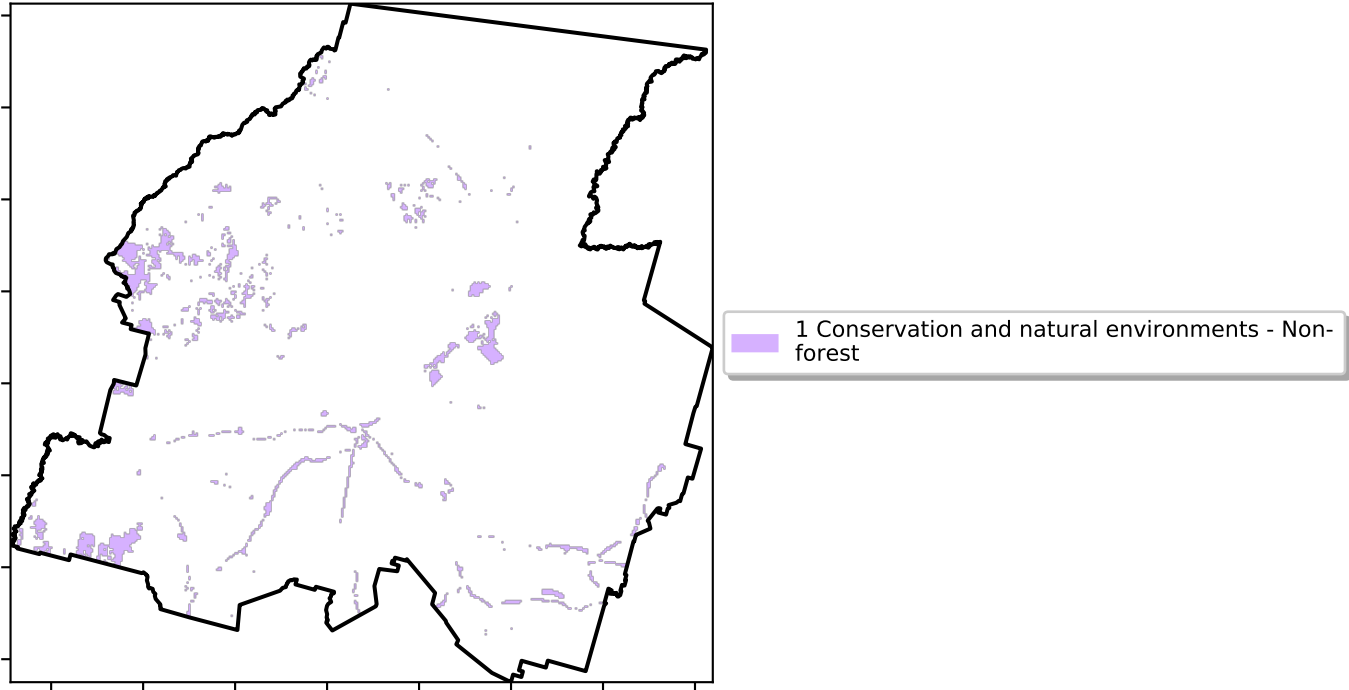 1 Conservation and natural environments - Non-
forest